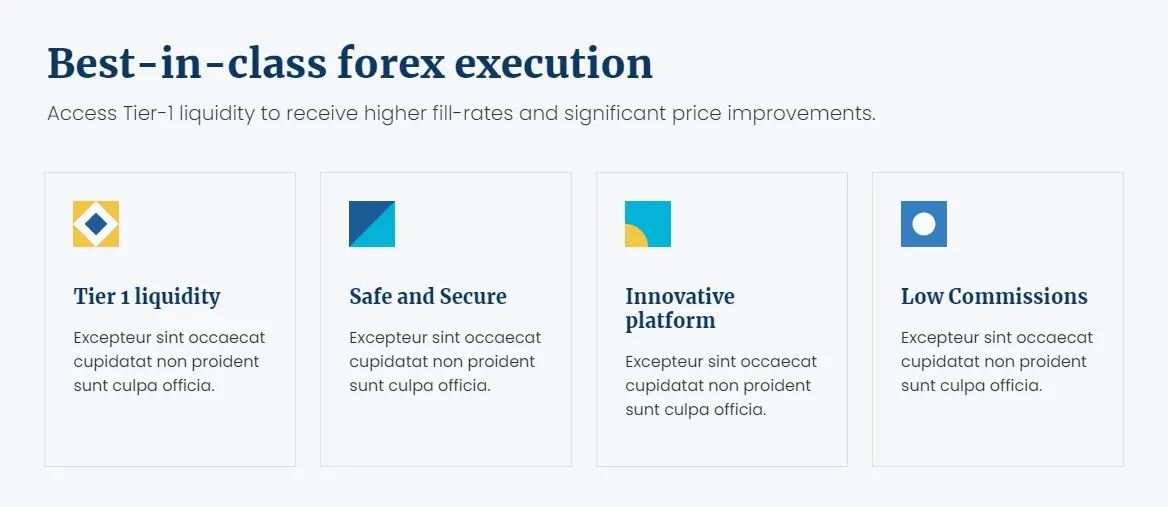 Best-in-class forex execution
Access Tier-1 liquidity to receive higher fill-rates and significant price improvements.
Tier 1 liquidity
Excepteur sint occaecat
cupidatat non proident
sunt culpa officia.
Safe and Secure
Excepteur sint occaecat
cupidatat non proident
sunt culpa officia.
Innovative
platform
Excepteur sint occaecat
cupidatat non proident
sunt culpa officia.
Low Commissions
Excepteur sint occaecat
cupidatat non proident
sunt culpa officia.